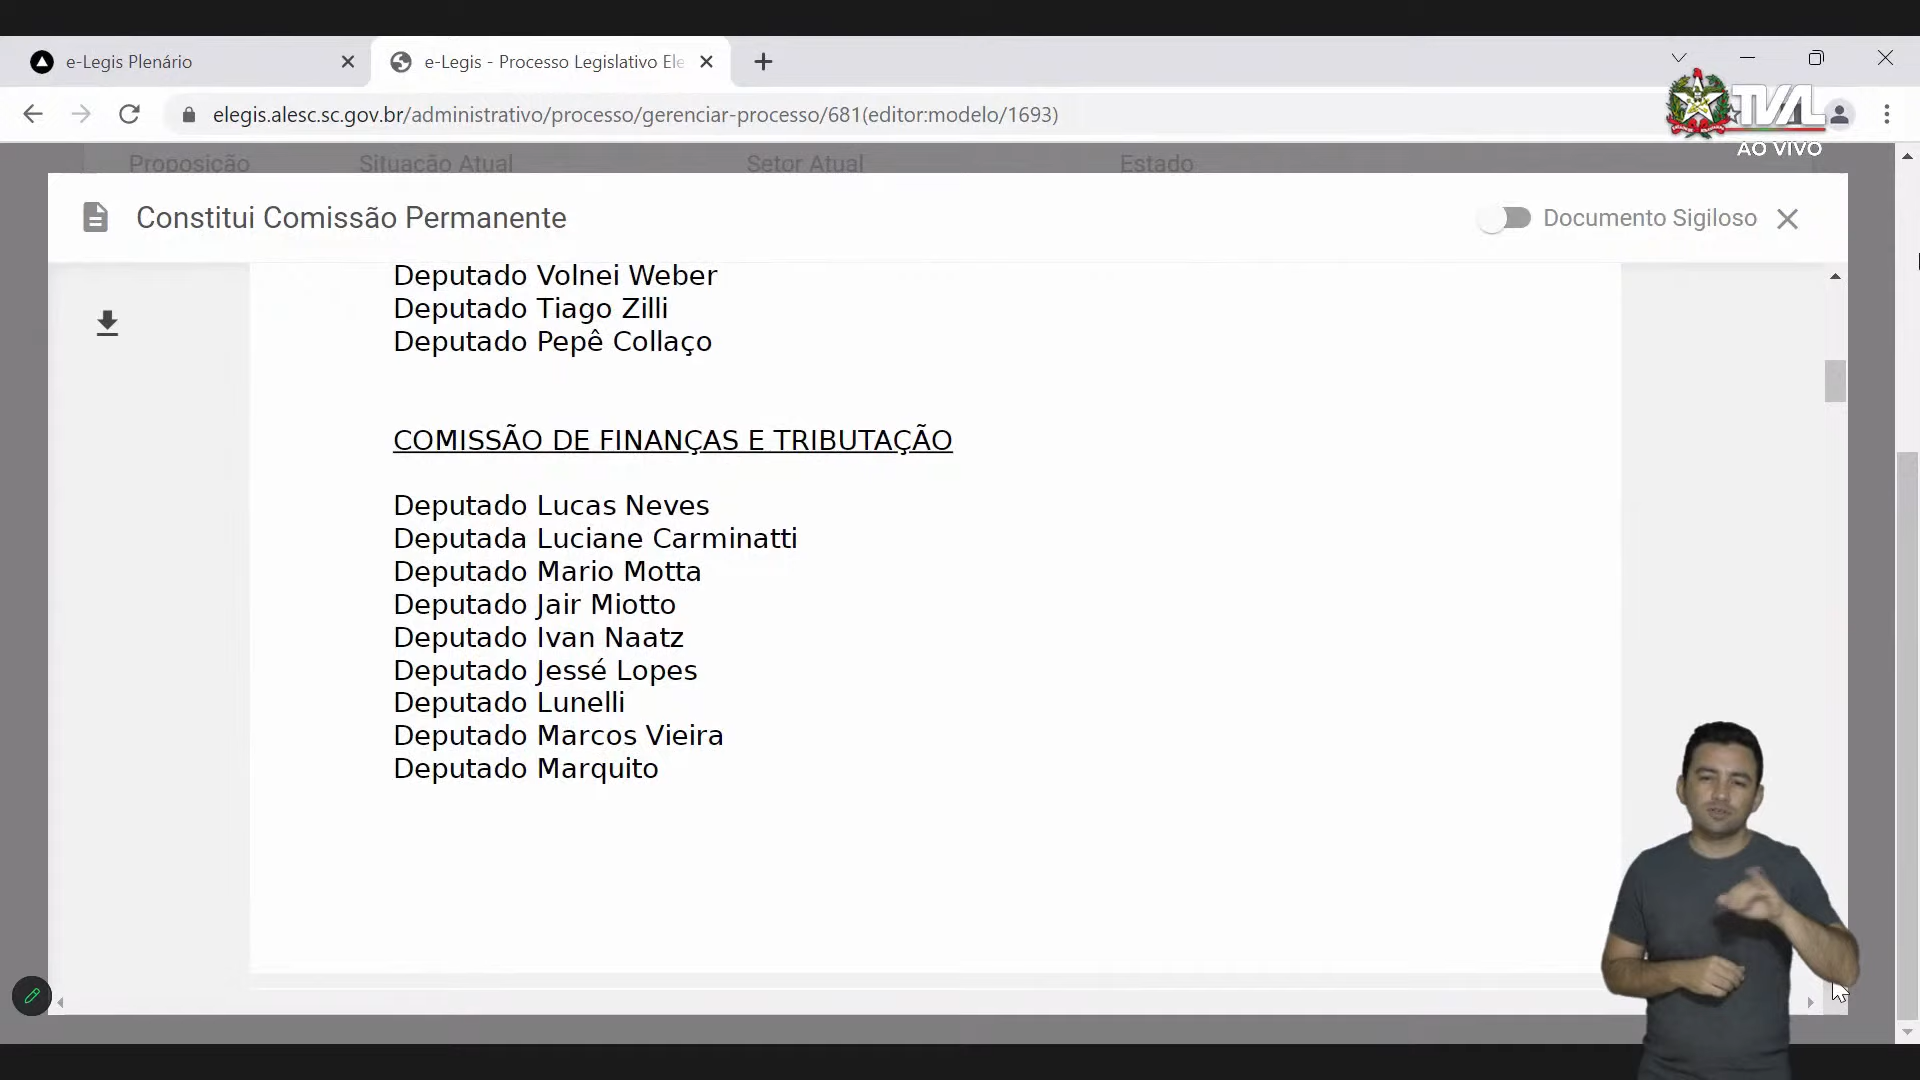 e-Legis Plenário
e-Legis - Processo Legislativo Ele
elegis.alesc.sc.gov.br/administrativo/processo/gerenciar-processo/681(editor:modelo/1693)
TVAL
AO VIVO
Proposição Situação Atual Setor Atual Estado
Constitui Comissão Permanente
Documento Sigiloso
Deputado Volnei Weber
Deputado Tiago Zilli
Deputado Pepê Collaço
COMISSÃO DE FINANÇAS E TRIBUTAÇÃO
Deputado Lucas Neves
Deputada Luciane Carminatti
Deputado Mario Motta
Deputado Jair Miotto
Deputado Ivan Naatz
Deputado Jessé Lopes
Deputado Lunelli
Deputado Marcos Vieira
Deputado Marquito